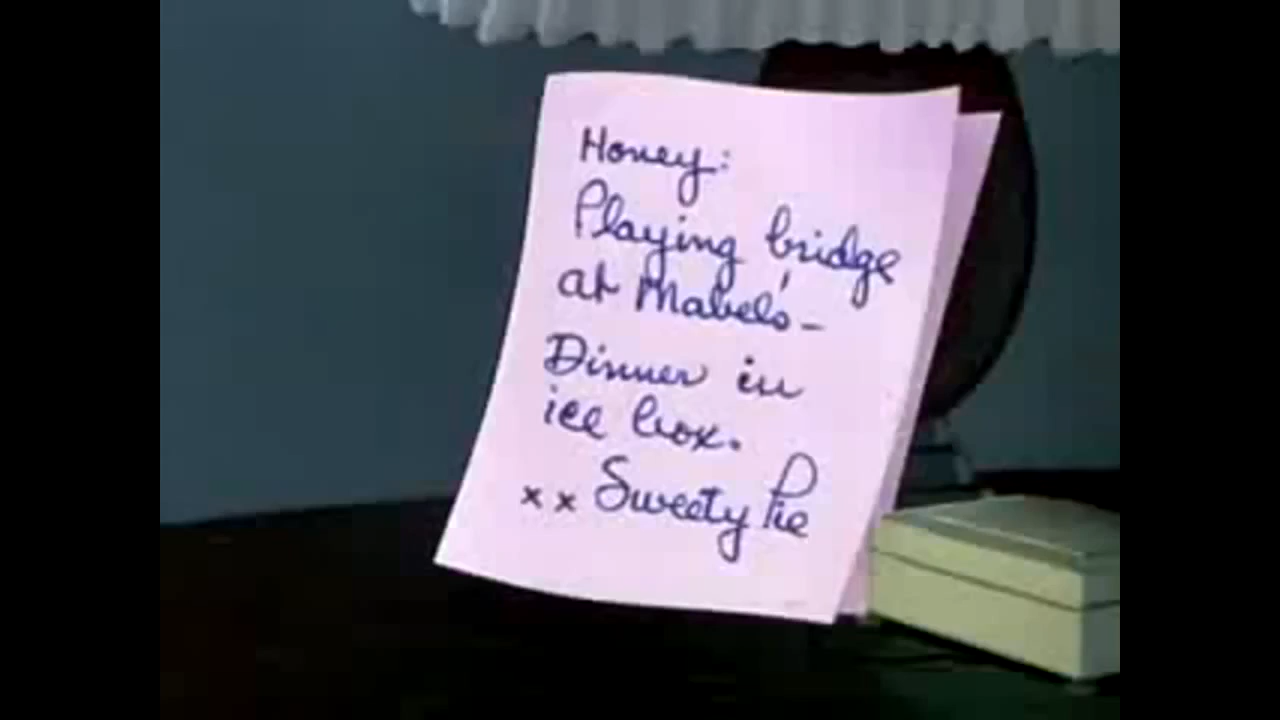 Honey:
Playing bridge
at Mabel's-
Dinner in
ice box.
xx Sweety Pie